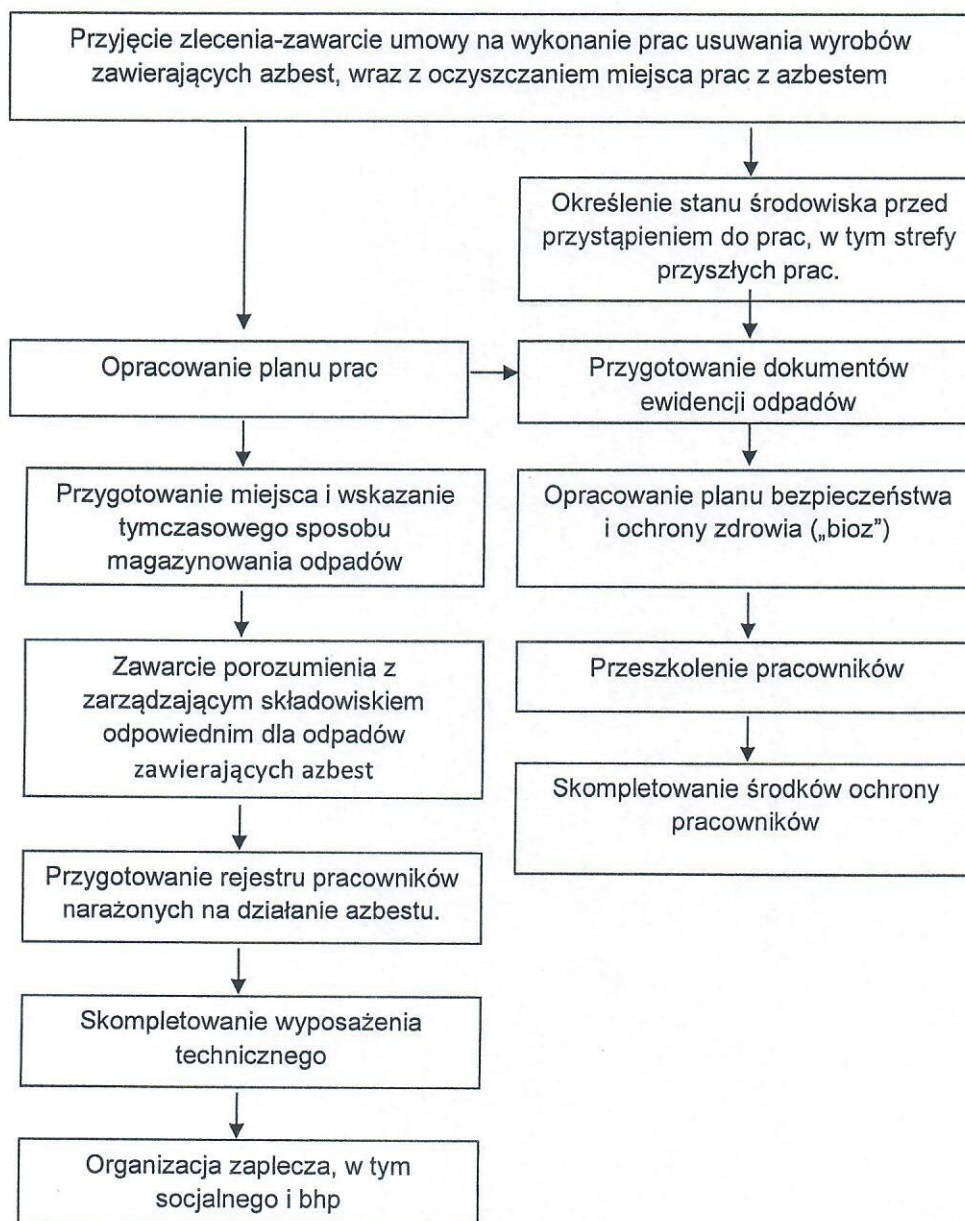 Przyjęcie zlecenia-zawarcie umowy na wykonanie prac usuwania wyrobów
zawierających azbest, wraz z oczyszczaniem miejsca prac z azbestem
Określenie stanu środowiska przed
przystąpieniem do prac, w tym strefy
przyszłych prac.
Opracowanie planu prac
Przygotowanie dokumentów
ewidencji odpadów
Przygotowanie miejsca i wskazanie
tymczasowego sposobu
magazynowania odpadów
Opracowanie planu bezpieczeństwa
i ochrony zdrowia („bioz”)
Zawarcie porozumienia z
zarządzającym składowiskiem
odpowiednim dla odpadów
zawierających azbest
Przeszkolenie pracowników
Skompletowanie środków ochrony
pracowników
Przygotowanie rejestru pracowników
narażonych na działanie azbestu.
Skompletowanie wyposażenia
technicznego
Organizacja zaplecza, w tym
socjalnego i bhp